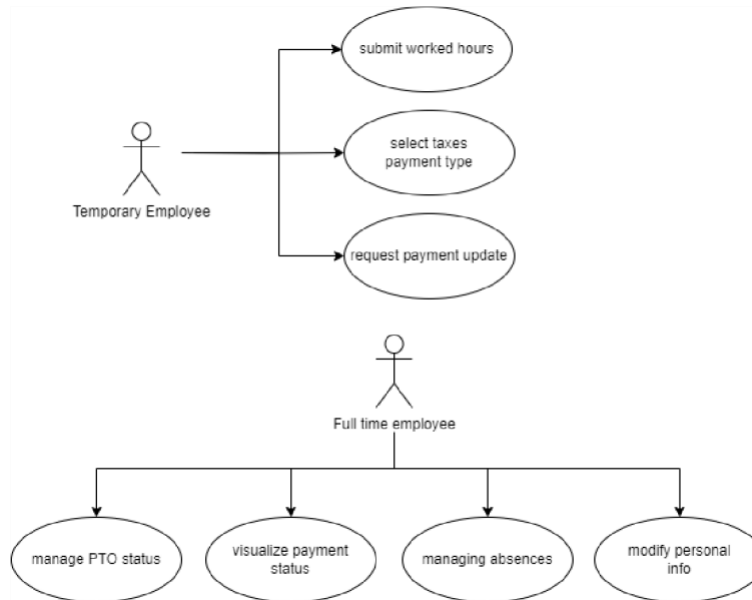 submit worked hours
select taxes
payment type
Temporary Employee
request payment update
Full time employee
manage PTO status
visualize payment
status
managing absences
modify personal
info